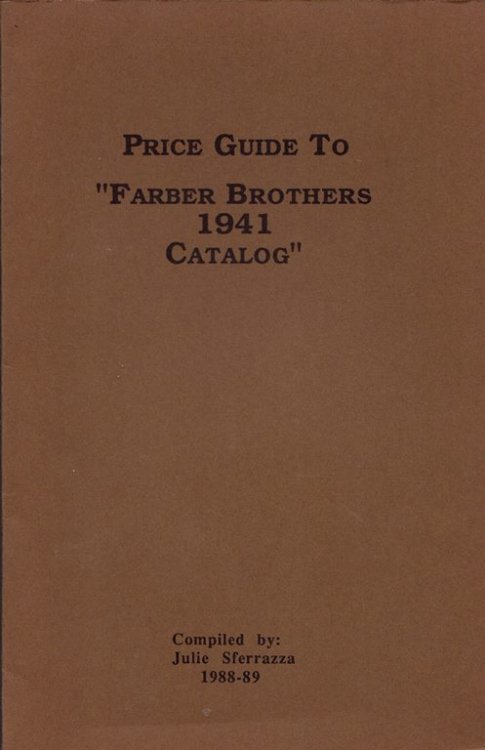 PRICE GUIDE TO
"FARBER BROTHERS
1941
CATALOG"
Compiled by:
Julie Sferrazza
1988-89